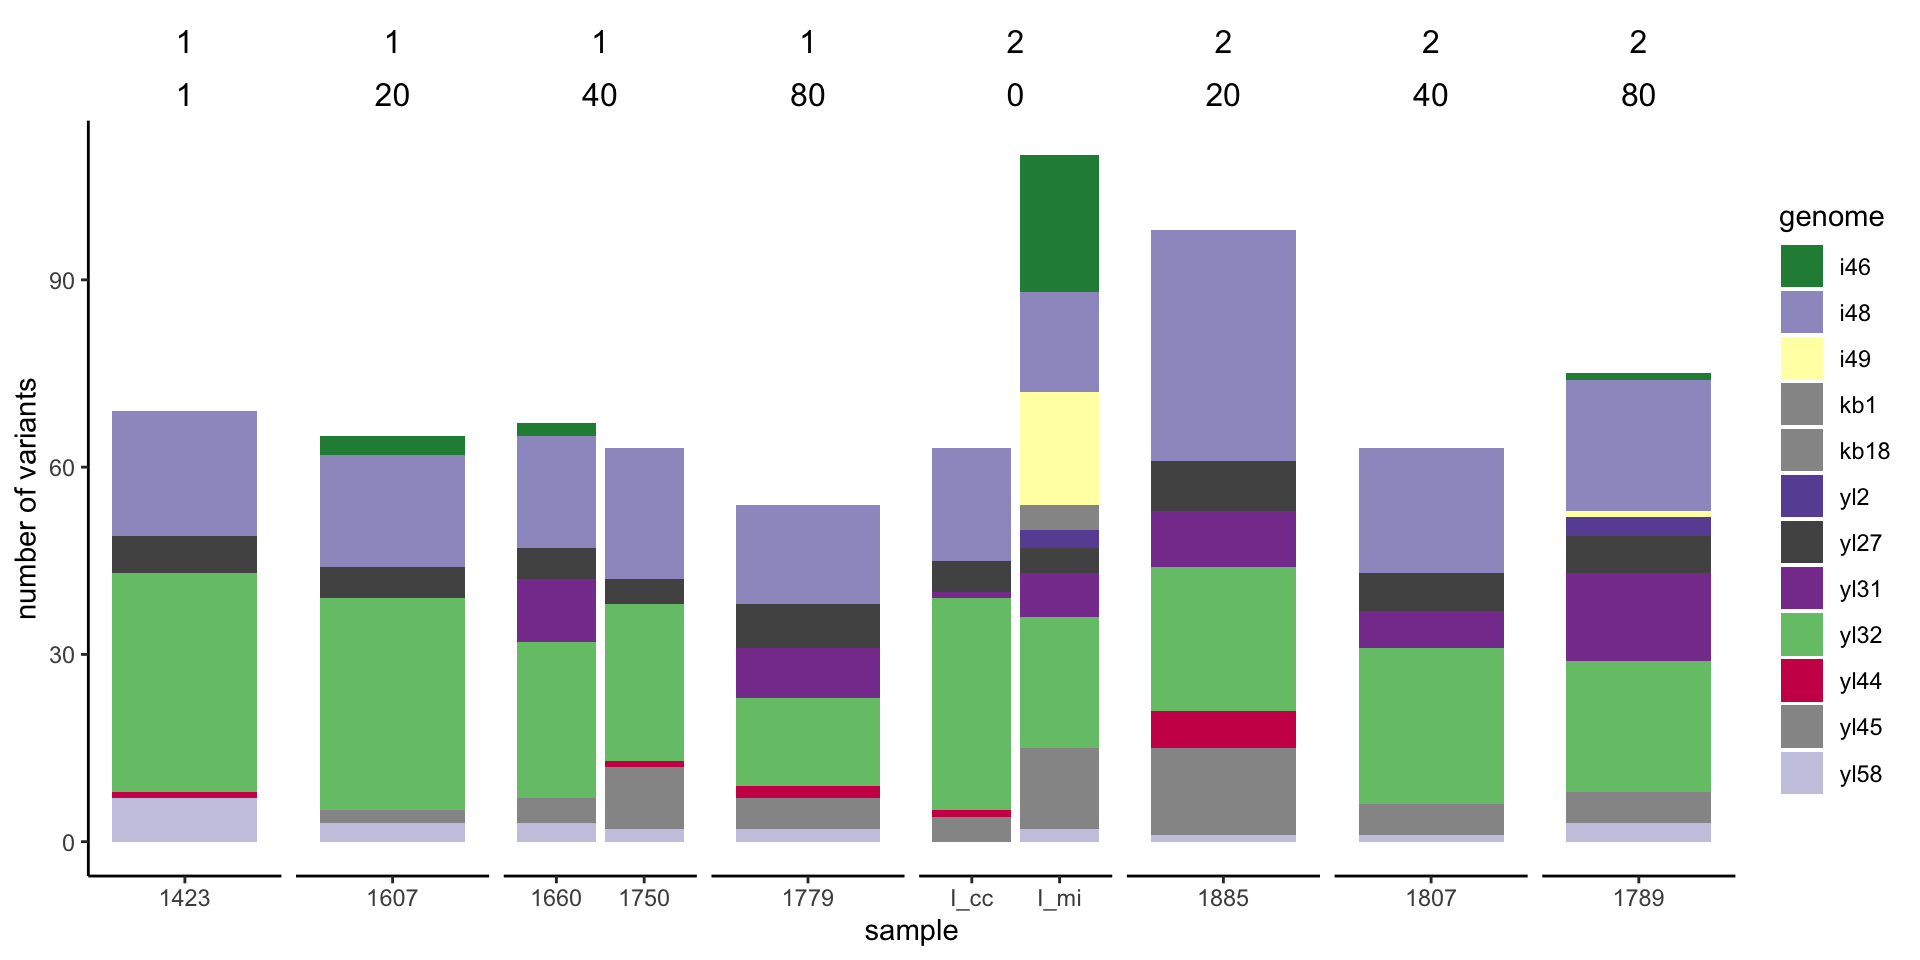 1 1 1 1 2 2 2 2
1 20 40 80 0 20 40 80
number of variants
90
60
30
0
1423 1607 1660 1750 1779 I_cc I_mi 1885 1807 1789
sample
genome
i46
i48
i49
kb1
kb18
yl2
yl27
yl31
yl32
yl44
yl45
yl58